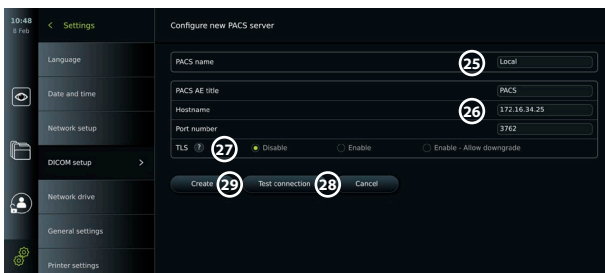 10:48
8 Feb
< Settings
Configure new PACS server
Language
PACS name
25
Local
Date and time
PACS AE title
PACS
Hostname
26
172.16.34.25
Network setup
Port number
3762
TLS ? 27 Disable Enable Enable - Allow downgrade
DICOM setup >
Create 29 Test connection 28 Cancel
Network drive
General settings
Printer settings